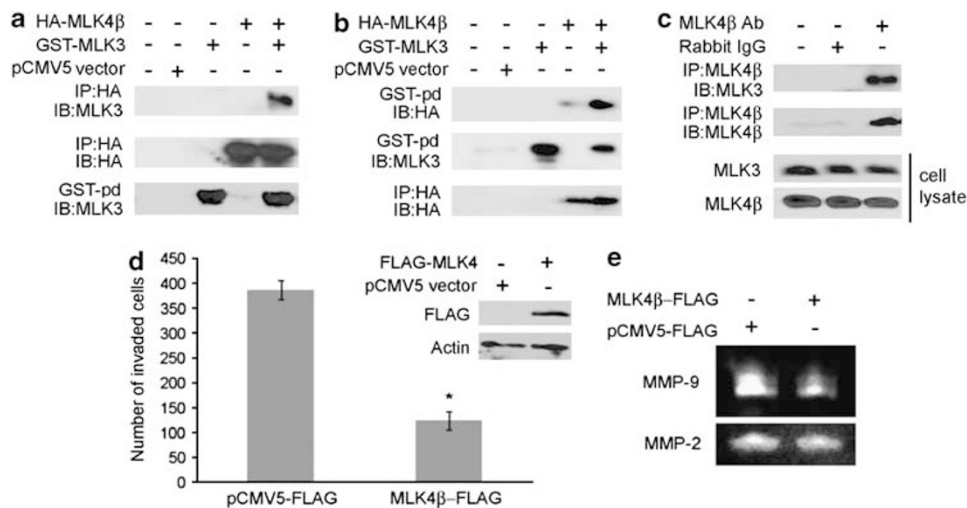 a
HA-MLK4β - - - + +
GST-MLK3 - - + - +
pCMV5 vector - + - - -
IP:HA
IB:MLK3
IP:HA
IB:HA
GST-pd
IB:MLK3
b
HA-MLK4β - - - + +
GST-MLK3 - - + - +
pCMV5 vector - + - - -
GST-pd
IB:HA
GST-pd
IB:MLK3
IP:HA
IB:HA
c
MLK4β Ab - - +
Rabbit IgG - + -
IP:MLK4β
IB:MLK3
IP:MLK4β
IB:MLK4β
MLK3
MLK4β
cell
lysate
d
Number of invaded cells
450
400
350
300
250
200
150
100
50
0
*
pCMV5-FLAG
MLK4β–FLAG
FLAG-MLK4 - +
pCMV5 vector + -
FLAG
Actin
e
MLK4β–FLAG - +
pCMV5-FLAG + -
MMP-9
MMP-2